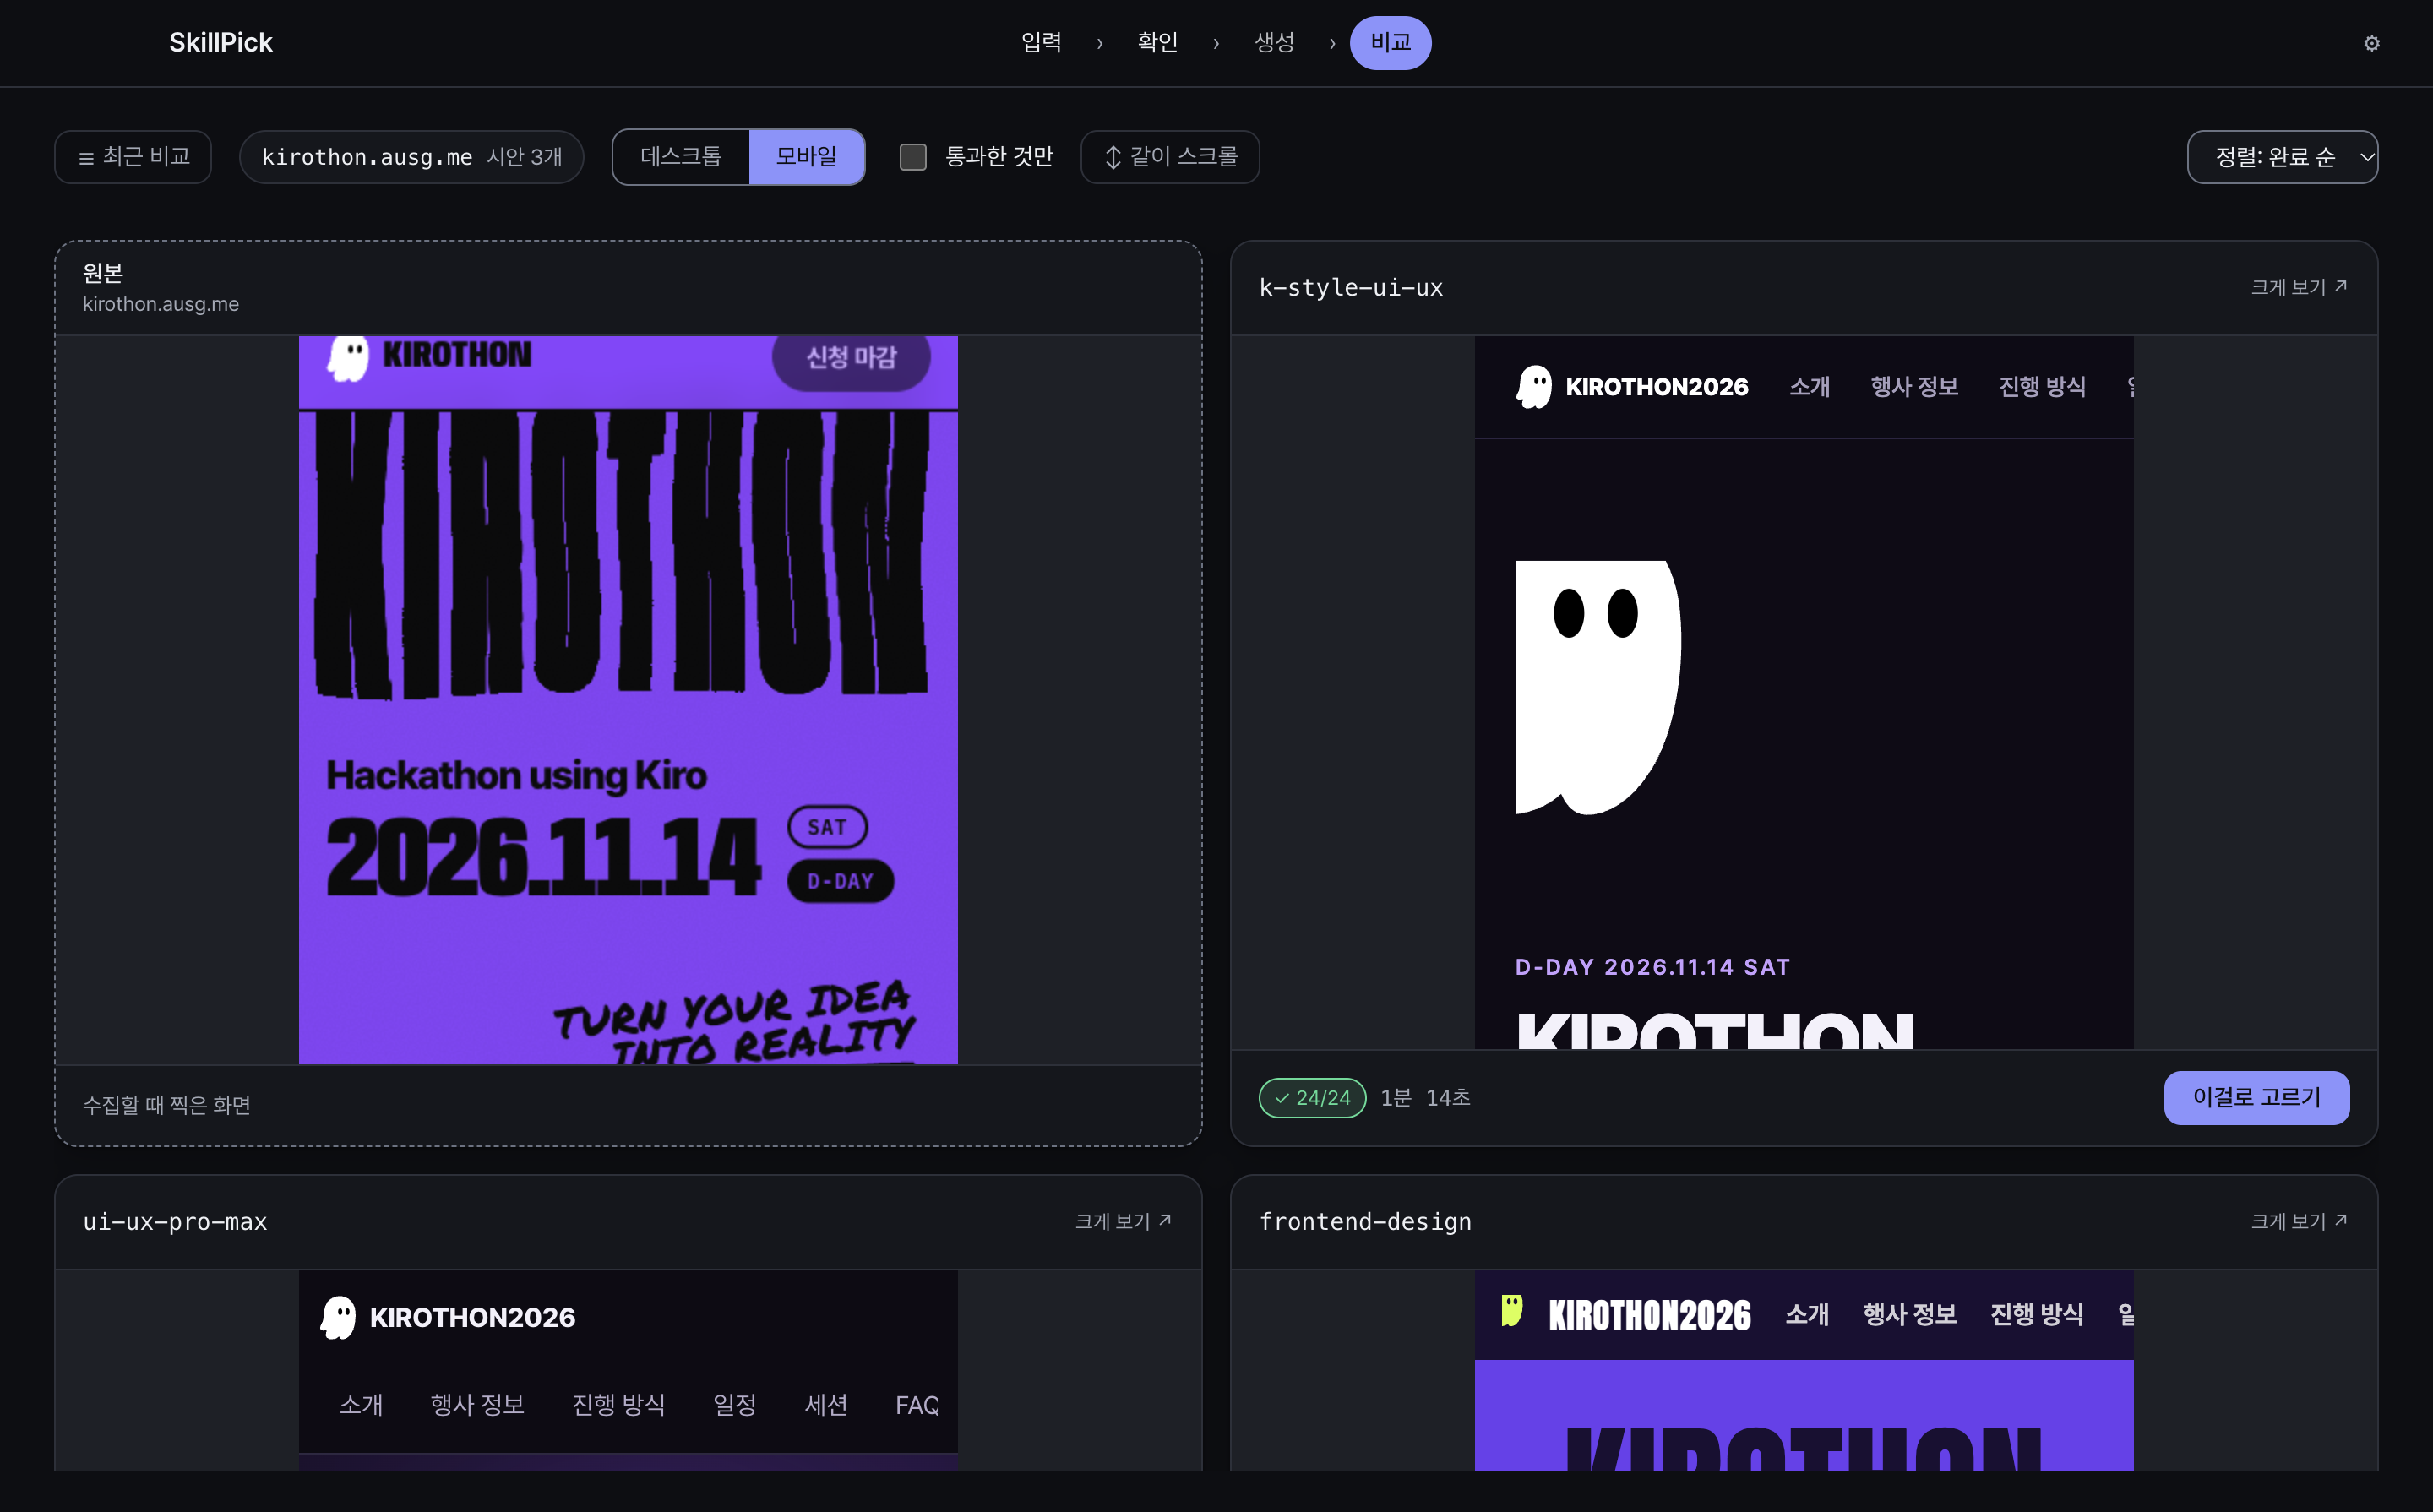 SkillPick
입력 › 확인 › 생성 › 비교
≡ 최근 비교
kirothon.ausg.me 시안 3개
데스크톱 모바일
통과한 것만
↕ 같이 스크롤
정렬: 완료 순
원본
kirothon.ausg.me
KIROTHON
신청 마감
KIROTHON
Hackathon using Kiro
2026.11.14
SAT
D-DAY
TURN YOUR IDEA
INTO REALITY
수집할 때 찍은 화면
k-style-ui-ux
크게 보기 ↗
KIROTHON2026 소개 행사 정보 진행 방식
D-DAY 2026.11.14 SAT
KIROTHON
✓ 24/24 1분 14초
이걸로 고르기
ui-ux-pro-max
크게 보기 ↗
KIROTHON2026
소개 행사 정보 진행 방식 일정 세션 FAQ
frontend-design
크게 보기 ↗
KIROTHON2026 소개 행사 정보 진행 방식
KIROTHON